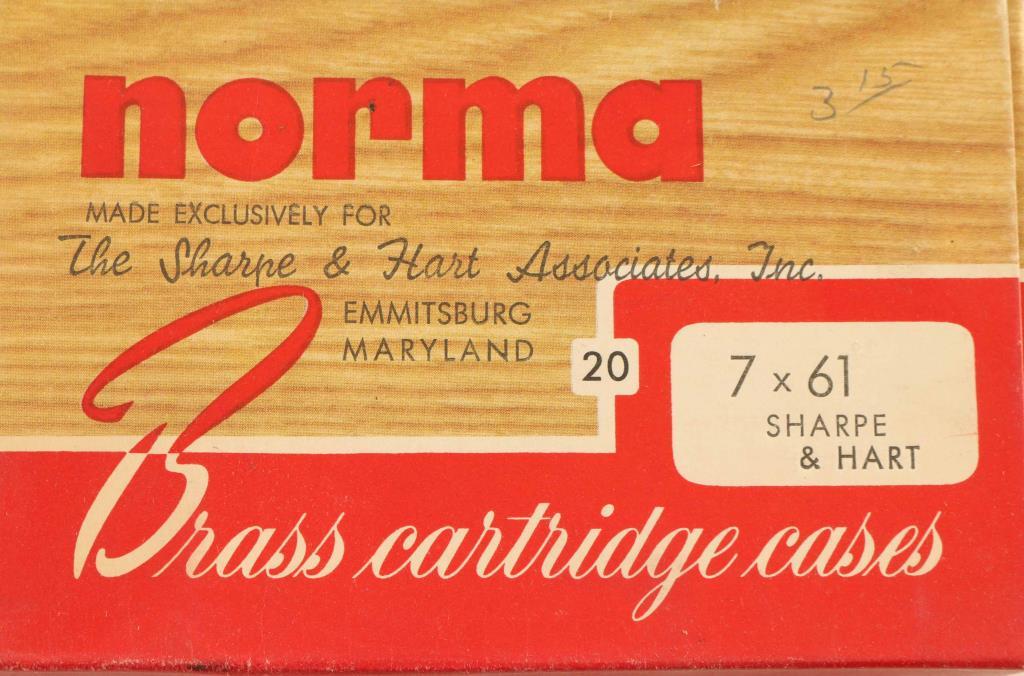 norma
3 15
MADE EXCLUSIVELY FOR
The Sharpe & Hart Associates, Inc.
EMMITSBURG
MARYLAND
20
7 x 61
SHARPE
& HART
Brass cartridge cases